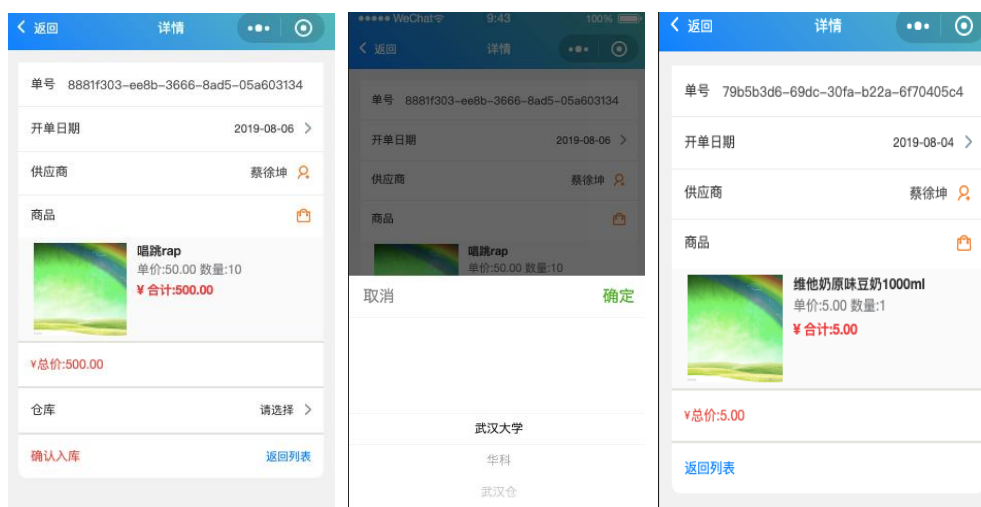 返回 详情
单号 8881f303-ee8b-3666-8ad5-05a603134
开单日期 2019-08-06
供应商 蔡徐坤
商品
唱跳rap
单价:50.00 数量:10
¥ 合计:500.00
¥总价:500.00
仓库 请选择
确认入库 返回列表
WeChat 9:43 100%
返回 详情
单号 8881f303-ee8b-3666-8ad5-05a603134
开单日期 2019-08-06
供应商 蔡徐坤
商品
唱跳rap
单价:50.00 数量:10
取消 确定
武汉大学
华科
武汉仓
返回 详情
单号 79b5b3d6-69dc-30fa-b22a-6f70405c4
开单日期 2019-08-04
供应商 蔡徐坤
商品
维他奶原味豆奶1000ml
单价:5.00 数量:1
¥ 合计:5.00
¥总价:5.00
返回列表